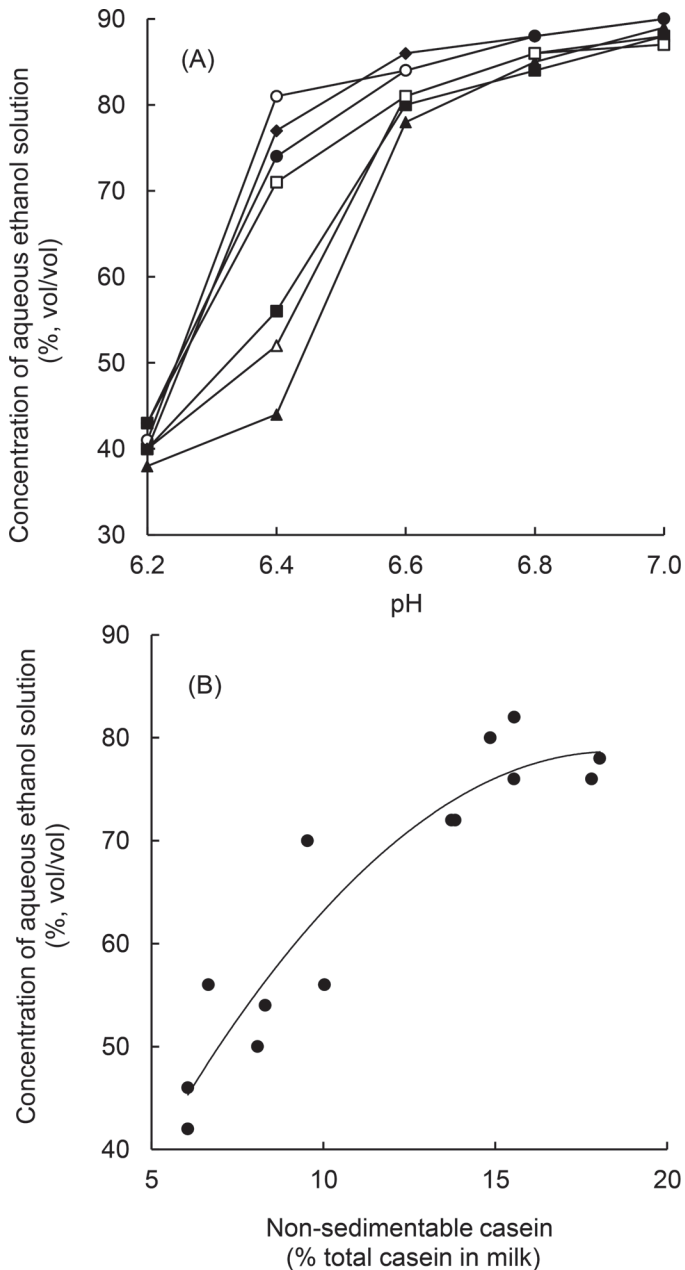 Concentration of aqueous ethanol solution
(%, vol/vol)
90
80
70
60
50
40
30
(A)
6.2
6.4
6.6
6.8
7.0
pH
Concentration of aqueous ethanol solution
(%, vol/vol)
90
80
70
60
50
40
(B)
5
10
15
20
Non-sedimentable casein
(% total casein in milk)